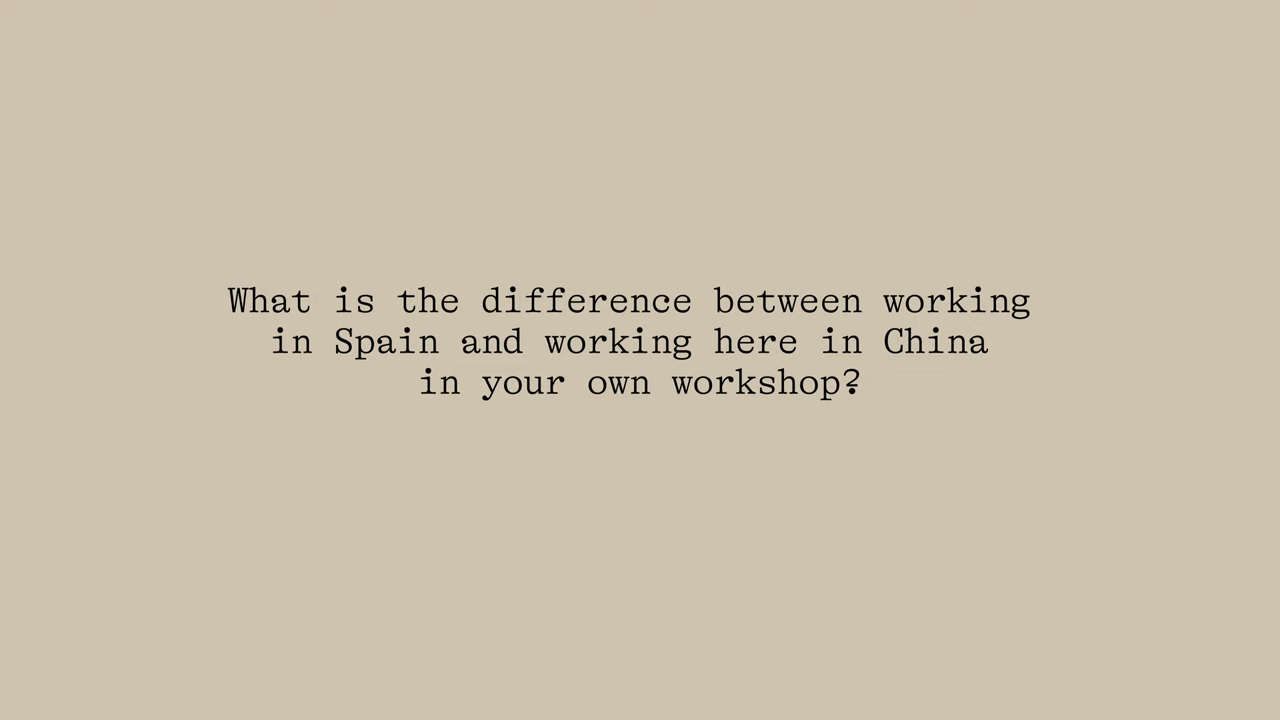 What is the difference between working
in Spain and working here in China
in your own workshop?